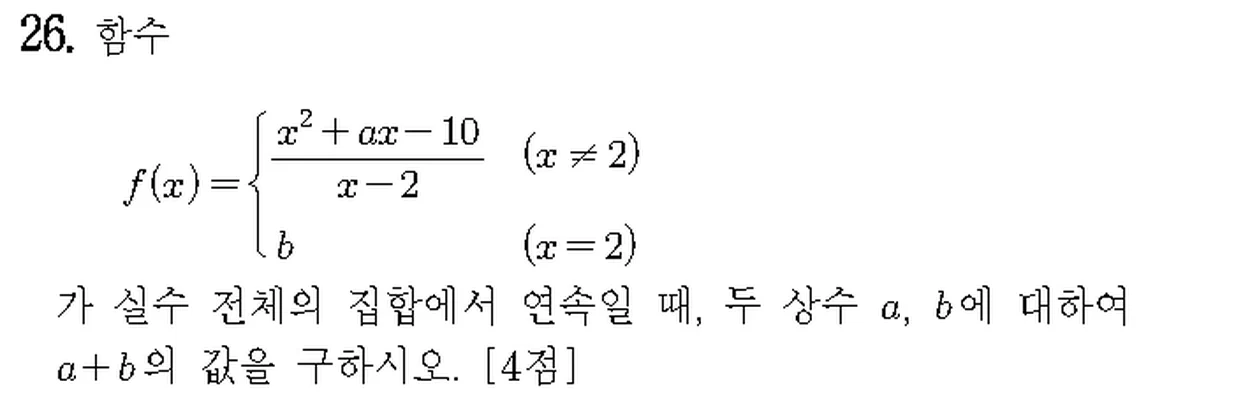 26. 함수
f(x) = { (x² + ax - 10)/(x - 2) (x ≠ 2)
b (x = 2)
가 실수 전체의 집합에서 연속일 때, 두 상수 a, b에 대하여
a+b의 값을 구하시오. [4점]